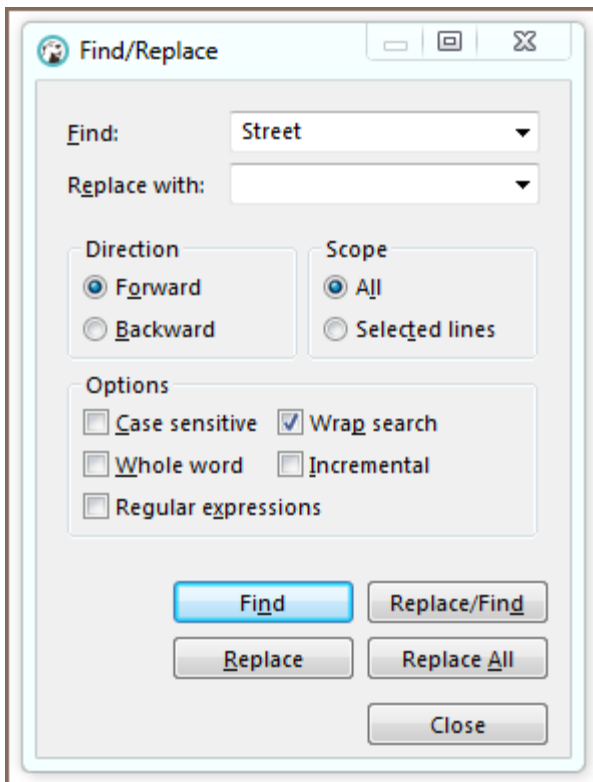 Find/Replace
Find: Street
Replace with:
Direction Scope
Forward All
Backward Selected lines
Options
Case sensitive Wrap search
Whole word Incremental
Regular expressions
Find Replace/Find
Replace Replace All
Close